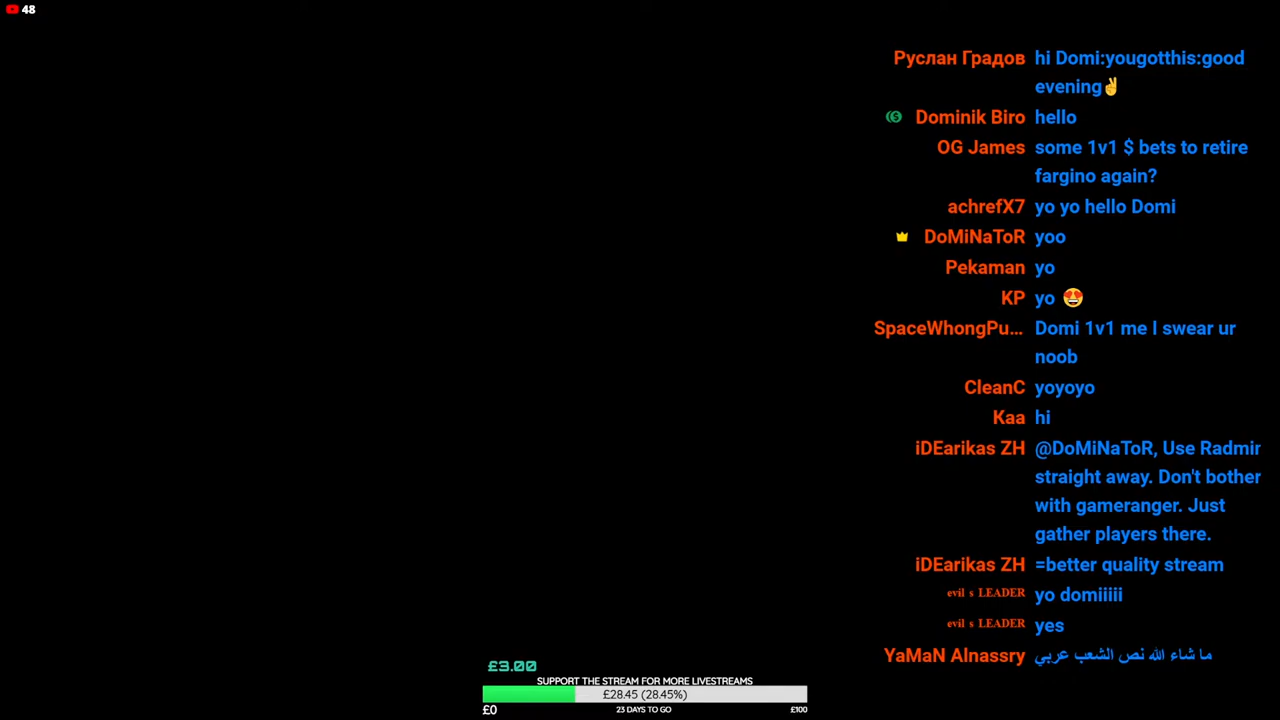 48
Руслан Градов hi Domi:yougotthis:good
evening✌
Dominik Biro hello
OG James some 1v1 $ bets to retire
fargino again?
achrefX7 yo yo hello Domi
DoMiNaToR yoo
Pekaman yo
KP yo 😍
SpaceWhongPu... Domi 1v1 me I swear ur
noob
CleanC yoyoyo
Kaa hi
iDEarikas ZH @DoMiNaToR, Use Radmir
straight away. Don't bother
with gameranger. Just
gather players there.
iDEarikas ZH =better quality stream
evil s LEADER yo domiiiii
evil s LEADER yes
YaMaN Alnassry ما شاء الله نص الشعب عربي
£3.00
SUPPORT THE STREAM FOR MORE LIVESTREAMS
£28.45 (28.45%)
£0 23 DAYS TO GO £100